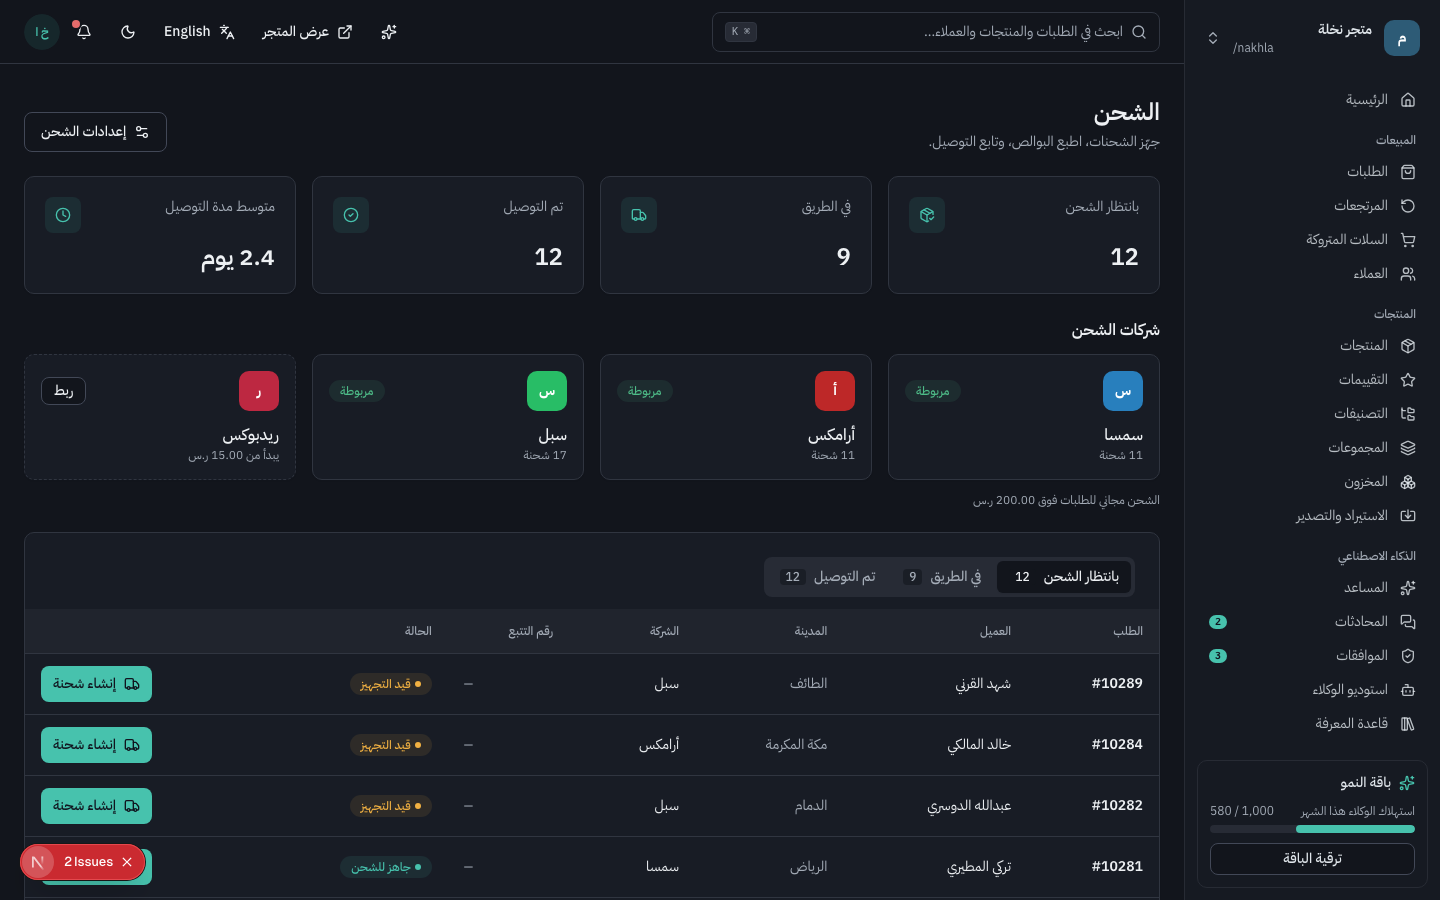 متجر نخلة
/nakhla
م
ابحث في الطلبات والمنتجات والعملاء...
⌘ K
عرض المتجر
English
خ ا
الرئيسية
المبيعات
الطلبات
المرتجعات
السلات المتروكة
العملاء
المنتجات
المنتجات
التقييمات
التصنيفات
المجموعات
المخزون
الاستيراد والتصدير
الذكاء الاصطناعي
المساعد
المحادثات 2
الموافقات 3
استوديو الوكلاء
قاعدة المعرفة
باقة النمو
استهلاك الوكلاء هذا الشهر 580 / 1,000
ترقية الباقة
الشحن
جهّز الشحنات، اطبع البوالص، وتابع التوصيل.
إعدادات الشحن
بانتظار الشحن
12
في الطريق
9
تم التوصيل
12
متوسط مدة التوصيل
2.4 يوم
شركات الشحن
س مربوطة
سمسا
11 شحنة
أ مربوطة
أرامكس
11 شحنة
س مربوطة
سبل
17 شحنة
ر ربط
ريدبوكس
يبدأ من 15.00 ر.س
الشحن مجاني للطلبات فوق 200.00 ر.س
بانتظار الشحن 12 في الطريق 9 تم التوصيل 12
الطلب العميل المدينة الشركة رقم التتبع الحالة
#10289 شهد القرني الطائف سبل — قيد التجهيز إنشاء شحنة
#10284 خالد المالكي مكة المكرمة أرامكس — قيد التجهيز إنشاء شحنة
#10282 عبدالله الدوسري الدمام سبل — قيد التجهيز إنشاء شحنة
#10281 تركي المطيري الرياض سمسا — جاهز للشحن
N 2 Issues